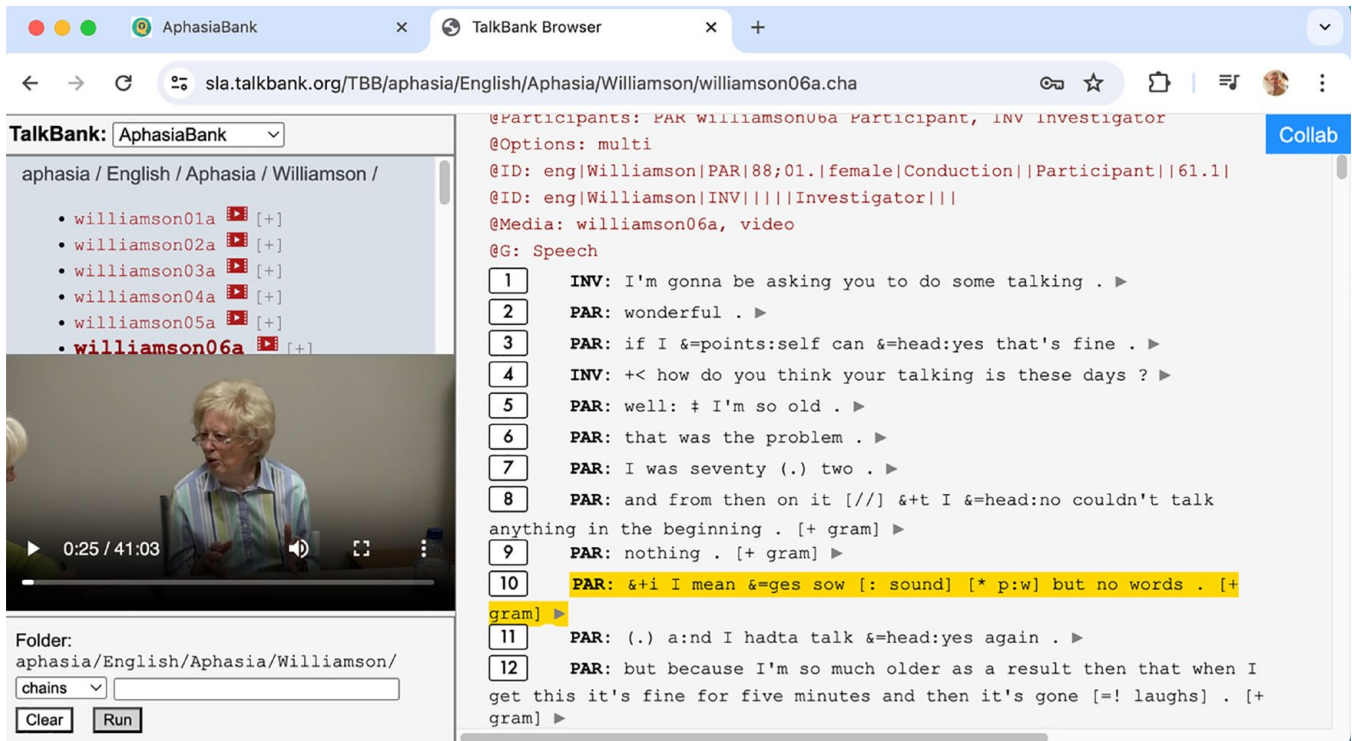 AphasiaBank
TalkBank Browser
sla.talkbank.org/TBB/aphasia/English/Aphasia/Williamson/williamson06a.cha
TalkBank: AphasiaBank
aphasia / English / Aphasia / Williamson /
williamson01a [+]
williamson02a [+]
williamson03a [+]
williamson04a [+]
williamson05a [+]
williamson06a [+]
0:25 / 41:03
Folder:
aphasia/English/Aphasia/Williamson/
chains
Clear Run
@Participants: PAR williamson06a Participant, INV Investigator
Collab
@Options: multi
@ID: eng|Williamson|PAR|88;01.|female|Conduction||Participant||61.1|
@ID: eng|Williamson|INV|||||Investigator|||
@Media: williamson06a, video
@G: Speech
1 INV: I'm gonna be asking you to do some talking . ▶
2 PAR: wonderful . ▶
3 PAR: if I &=points:self can &=head:yes that's fine . ▶
4 INV: +< how do you think your talking is these days ? ▶
5 PAR: well: ‡ I'm so old . ▶
6 PAR: that was the problem . ▶
7 PAR: I was seventy (.) two . ▶
8 PAR: and from then on it [//] &+t I &=head:no couldn't talk
anything in the beginning . [+ gram] ▶
9 PAR: nothing . [+ gram] ▶
10 PAR: &+i I mean &=ges sow [: sound] [* p:w] but no words . [+
gram] ▶
11 PAR: (.) a:nd I hadta talk &=head:yes again . ▶
12 PAR: but because I'm so much older as a result then that when I
get this it's fine for five minutes and then it's gone [=! laughs] . [+
gram] ▶